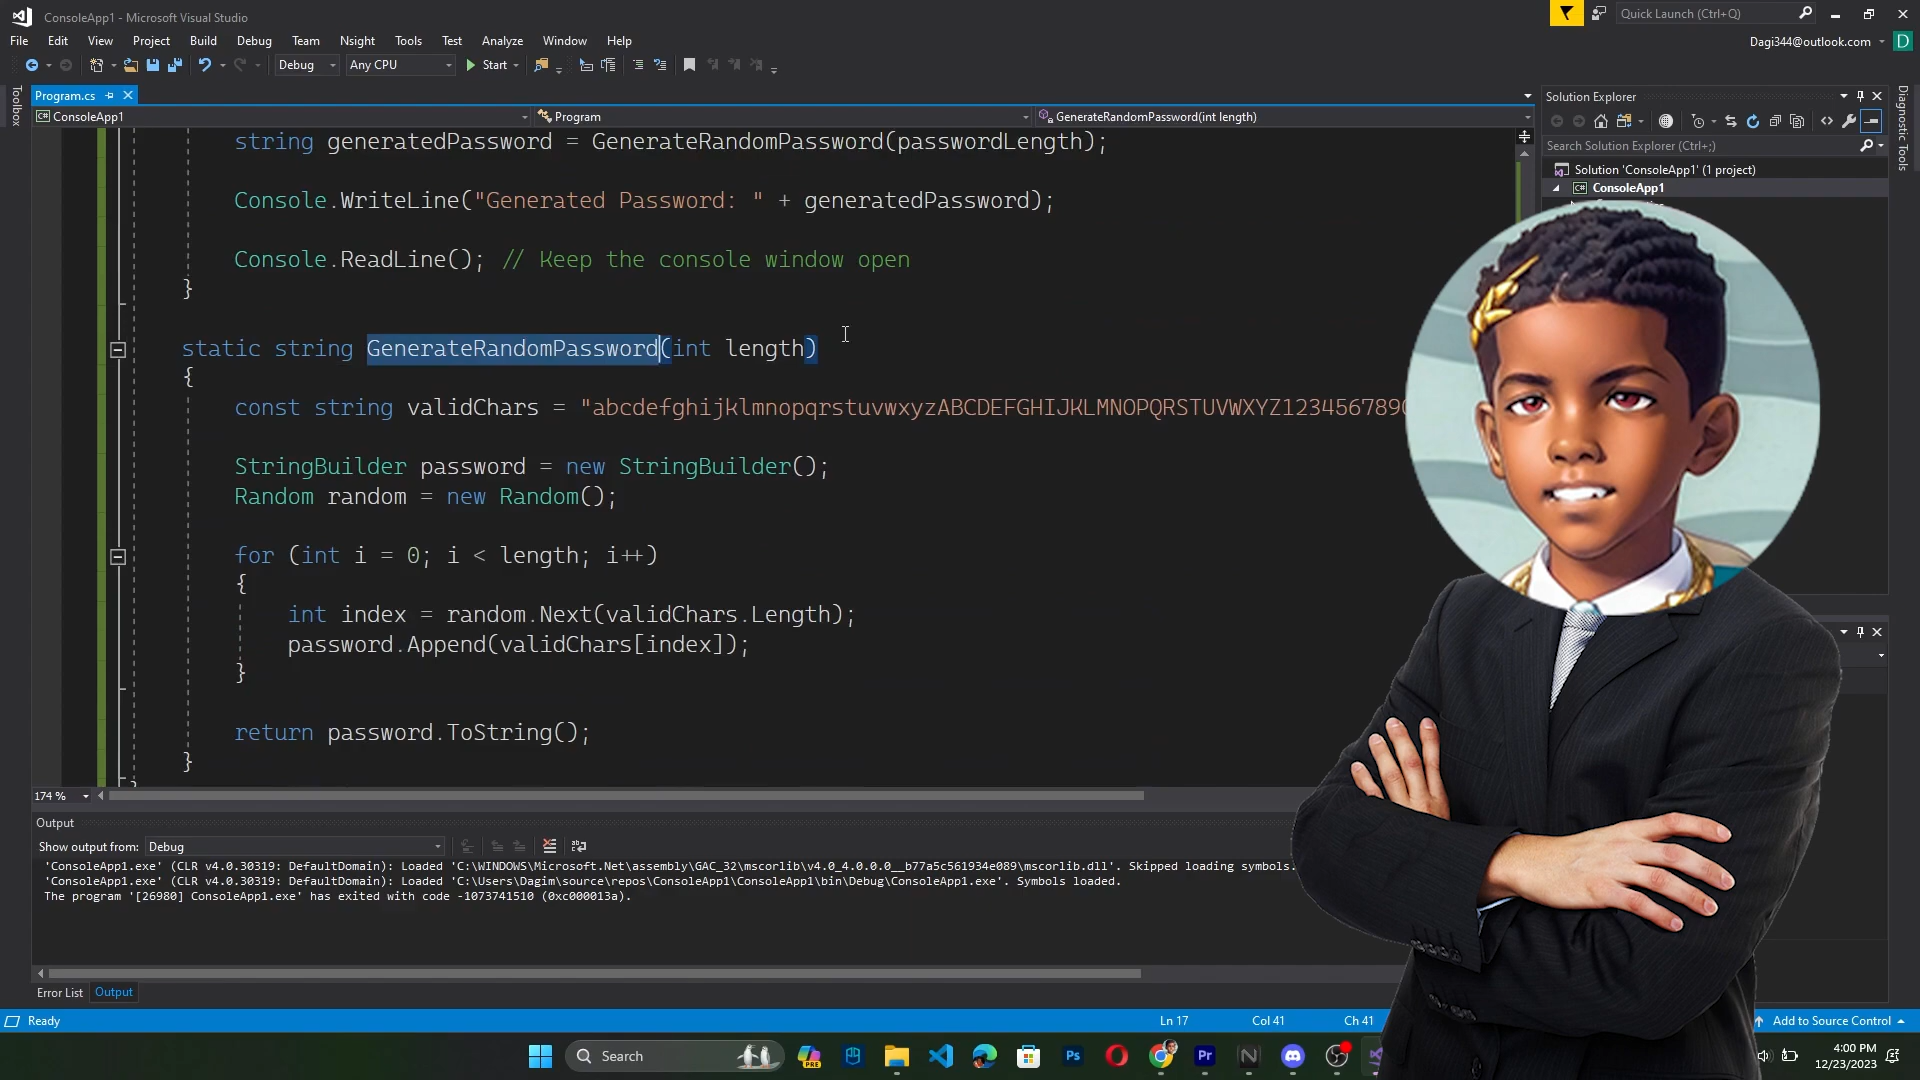 ConsoleApp1 - Microsoft Visual Studio
Quick Launch (Ctrl+Q)
File Edit View Project Build Debug Team Nsight Tools Test Analyze Window Help
Dagi344@outlook.com
D
Debug Any CPU Start
Toolbox
Program.cs
Solution Explorer
Diagnostic Tools
ConsoleApp1
Program
GenerateRandomPassword(int length)
Search Solution Explorer (Ctrl+;)
Solution 'ConsoleApp1' (1 project)
C# ConsoleApp1
string generatedPassword = GenerateRandomPassword(passwordLength);
Console.WriteLine("Generated Password: " + generatedPassword);
Console.ReadLine(); // Keep the console window open
}
static string GenerateRandomPassword(int length)
{
const string validChars = "abcdefghijklmnopqrstuvwxyzABCDEFGHIJKLMNOPQRSTUVWXYZ123456789
StringBuilder password = new StringBuilder();
Random random = new Random();
for (int i = 0; i < length; i++)
{
int index = random.Next(validChars.Length);
password.Append(validChars[index]);
}
return password.ToString();
}
174 %
Output
Show output from: Debug
'ConsoleApp1.exe' (CLR v4.0.30319: DefaultDomain): Loaded 'C:\WINDOWS\Microsoft.Net\assembly\GAC_32\mscorlib\v4.0_4.0.0.0__b77a5c561934e089\mscorlib.dll'. Skipped loading symbols.
'ConsoleApp1.exe' (CLR v4.0.30319: DefaultDomain): Loaded 'C:\Users\Dagim\source\repos\ConsoleApp1\ConsoleApp1\bin\Debug\ConsoleApp1.exe'. Symbols loaded.
The program '[26980] ConsoleApp1.exe' has exited with code -1073741510 (0xc000013a).
Error List Output
Ready
Ln 17 Col 41 Ch 41
Add to Source Control
Search
PRE
Ps
Pr
4:00 PM
12/23/2023